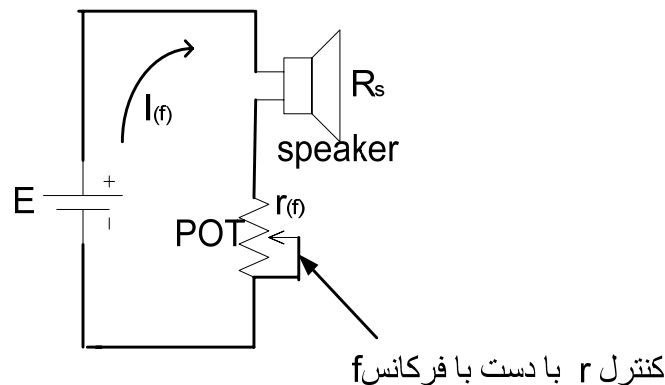 Rs
I(f)
speaker
+
E
-
r(f)
POT
کنترل r با دست با فرکانس f